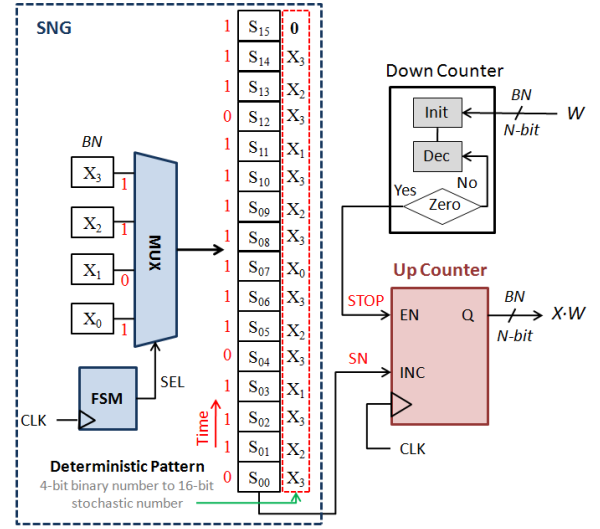 SNG
1 S15 0
1 S14 X3
1 S13 X2
0 S12 X3
1 S11 X1
1 S10 X3
1 S09 X2
1 S08 X3
1 S07 X0
1 S06 X3
1 S05 X2
0 S04 X3
1 S03 X1
1 S02 X3
1 S01 X2
0 S00 X3
Time
BN
X3
1
X2
1
X1
0
X0
1
MUX
SEL
FSM
CLK
Deterministic Pattern
4-bit binary number to 16-bit
stochastic number
Down Counter
Init
BN
N-bit
W
Dec
Yes
No
Zero
Up Counter
STOP
EN
Q
BN
N-bit
X·W
SN
INC
CLK